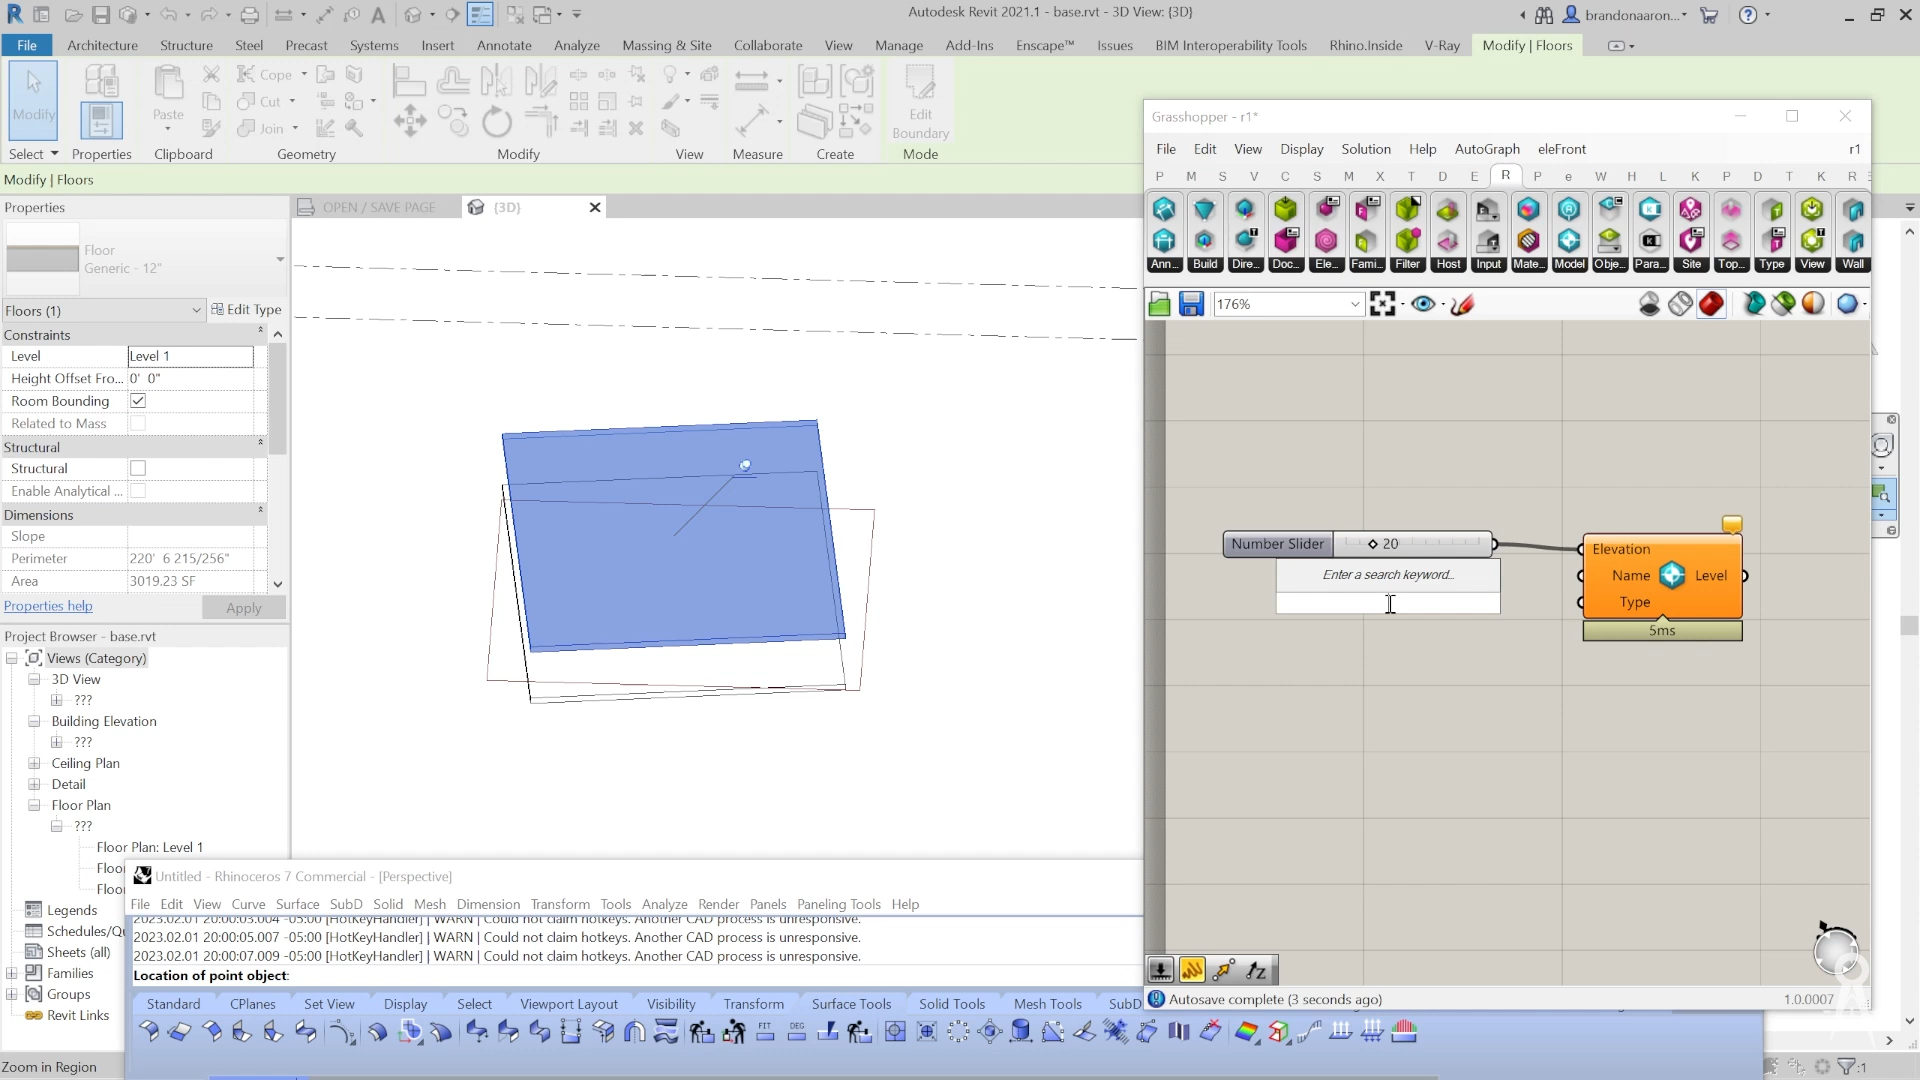 Autodesk Revit 2021.1 - base.rvt - 3D View: {3D}
brandonaaron...
File Architecture Structure Steel Precast Systems Insert Annotate Analyze Massing & Site Collaborate View Manage Add-Ins Enscape™ Issues BIM Interoperability Tools Rhino.Inside V-Ray Modify | Floors
Modify
Paste
Cope
Cut
Join
Edit
Boundary
Select Properties Clipboard Geometry Modify View Measure Create Mode
Modify | Floors
Properties
OPEN / SAVE PAGE
{3D}
Floor
Generic - 12"
Floors (1)
Edit Type
Constraints
Level Level 1
Height Offset Fro... 0' 0"
Room Bounding
Related to Mass
Structural
Structural
Enable Analytical ...
Dimensions
Slope
Perimeter 220' 6 215/256"
Area 3019.23 SF
Properties help Apply
Project Browser - base.rvt
Views (Category)
3D View
???
Building Elevation
???
Ceiling Plan
Detail
Floor Plan
???
Floor Plan: Level 1
Floo
Floo
Legends
Schedules/Qu
Sheets (all)
Families
Groups
Revit Links
Zoom in Region
:1
Grasshopper - r1*
File Edit View Display Solution Help AutoGraph eleFront r1
P M S V C S M X T D E R P e W H L K P D T K R
Ann... Build Dire... Doc... Ele... Fami... Filter Host Input Mate... Model Obje... Para... Site Top... Type View Wall
176%
Number Slider 20
Enter a search keyword...
Elevation
Name
Type
Level
5ms
Autosave complete (3 seconds ago)
1.0.0007
Untitled - Rhinoceros 7 Commercial - [Perspective]
File Edit View Curve Surface SubD Solid Mesh Dimension Transform Tools Analyze Render Panels Paneling Tools Help
2023.02.01 20:00:03.004 -05:00 [HotKeyHandler] | WARN | Could not claim hotkeys. Another CAD process is unresponsive.
2023.02.01 20:00:05.007 -05:00 [HotKeyHandler] | WARN | Could not claim hotkeys. Another CAD process is unresponsive.
2023.02.01 20:00:07.009 -05:00 [HotKeyHandler] | WARN | Could not claim hotkeys. Another CAD process is unresponsive.
Location of point object:
Standard CPlanes Set View Display Select Viewport Layout Visibility Transform Surface Tools Solid Tools Mesh Tools SubD
FIT
DEG